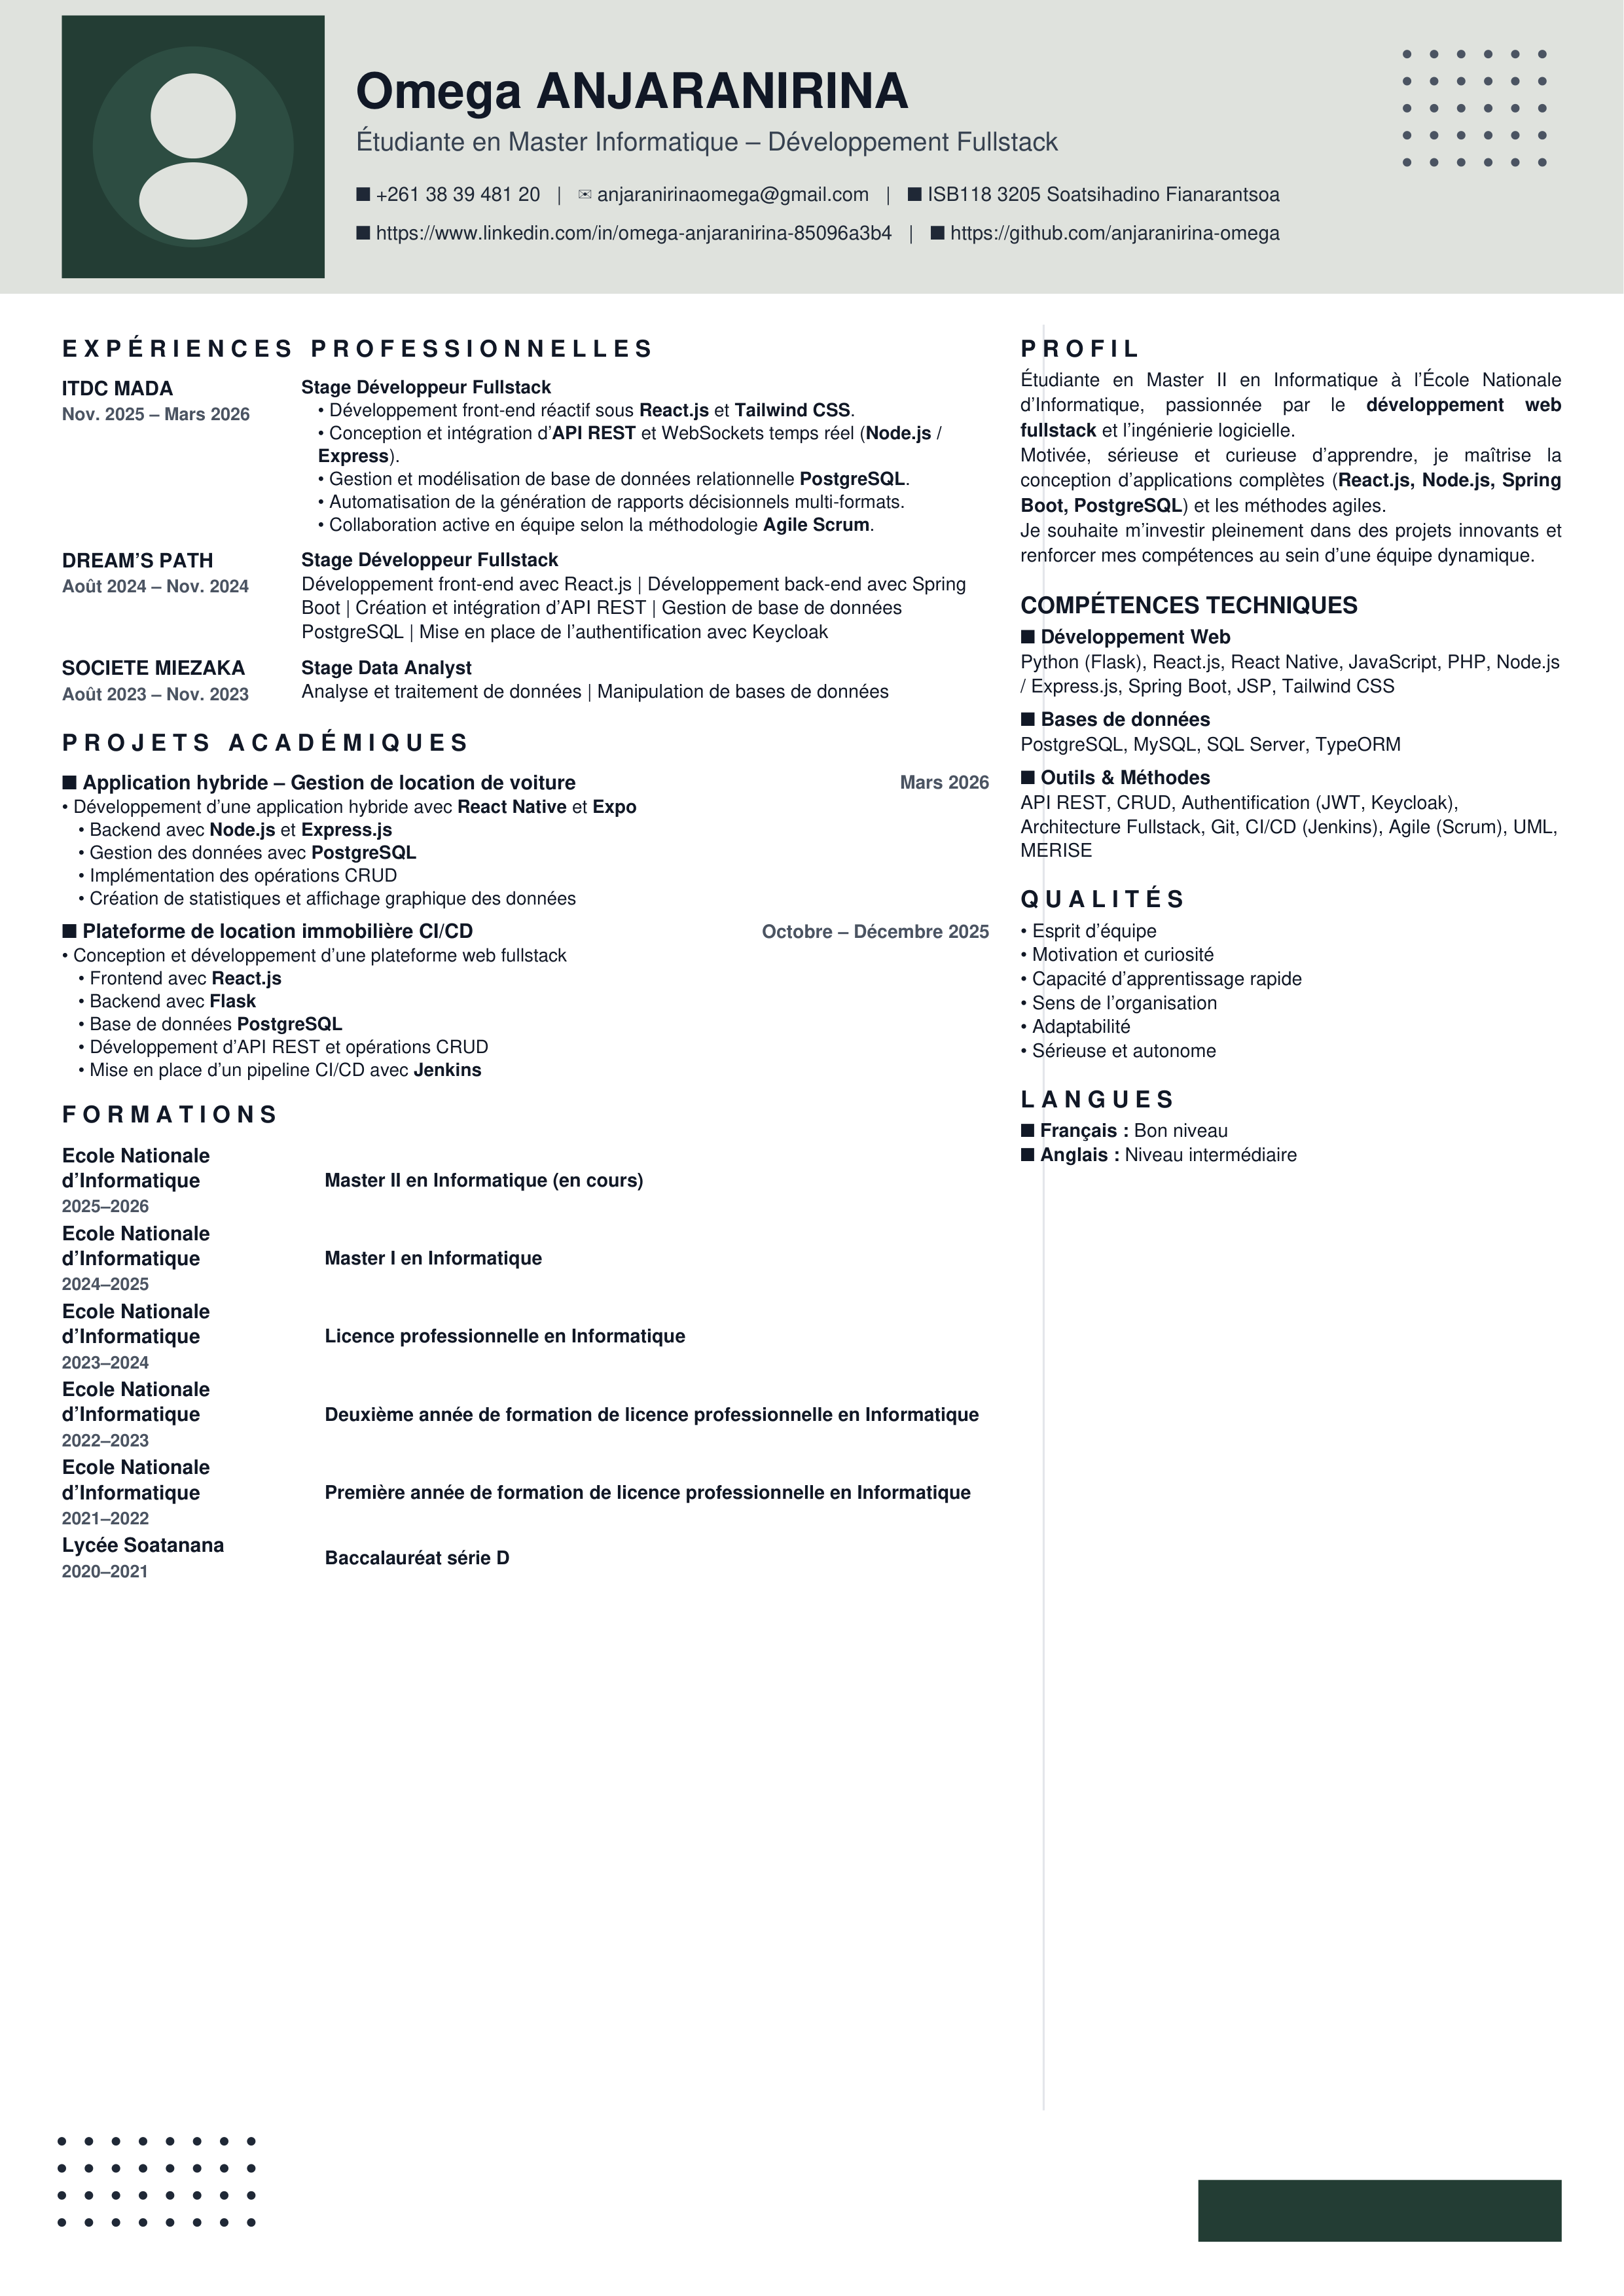 Omega ANJARANIRINA
Étudiante en Master Informatique – Développement Fullstack
■ +261 38 39 481 20 | ✉ anjaranirinaomega@gmail.com | ■ ISB118 3205 Soatsihadino Fianarantsoa
■ https://www.linkedin.com/in/omega-anjaranirina-85096a3b4 | ■ https://github.com/anjaranirina-omega
EXPÉRIENCES PROFESSIONNELLES
ITDC MADA
Nov. 2025 – Mars 2026
Stage Développeur Fullstack
• Développement front-end réactif sous React.js et Tailwind CSS.
• Conception et intégration d’API REST et WebSockets temps réel (Node.js /
Express).
• Gestion et modélisation de base de données relationnelle PostgreSQL.
• Automatisation de la génération de rapports décisionnels multi-formats.
• Collaboration active en équipe selon la méthodologie Agile Scrum.
DREAM’S PATH
Août 2024 – Nov. 2024
Stage Développeur Fullstack
Développement front-end avec React.js | Développement back-end avec Spring
Boot | Création et intégration d’API REST | Gestion de base de données
PostgreSQL | Mise en place de l’authentification avec Keycloak
SOCIETE MIEZAKA
Août 2023 – Nov. 2023
Stage Data Analyst
Analyse et traitement de données | Manipulation de bases de données
PROJETS ACADÉMIQUES
■ Application hybride – Gestion de location de voiture Mars 2026
• Développement d’une application hybride avec React Native et Expo
• Backend avec Node.js et Express.js
• Gestion des données avec PostgreSQL
• Implémentation des opérations CRUD
• Création de statistiques et affichage graphique des données
■ Plateforme de location immobilière CI/CD Octobre – Décembre 2025
• Conception et développement d’une plateforme web fullstack
• Frontend avec React.js
• Backend avec Flask
• Base de données PostgreSQL
• Développement d’API REST et opérations CRUD
• Mise en place d’un pipeline CI/CD avec Jenkins
FORMATIONS
Ecole Nationale
d’Informatique
2025–2026
Master II en Informatique (en cours)
Ecole Nationale
d’Informatique
2024–2025
Master I en Informatique
Ecole Nationale
d’Informatique
2023–2024
Licence professionnelle en Informatique
Ecole Nationale
d’Informatique
2022–2023
Deuxième année de formation de licence professionnelle en Informatique
Ecole Nationale
d’Informatique
2021–2022
Première année de formation de licence professionnelle en Informatique
Lycée Soatanana
2020–2021
Baccalauréat série D
PROFIL
Étudiante en Master II en Informatique à l’École Nationale
d’Informatique, passionnée par le développement web
fullstack et l’ingénierie logicielle.
Motivée, sérieuse et curieuse d’apprendre, je maîtrise la
conception d’applications complètes (React.js, Node.js, Spring
Boot, PostgreSQL) et les méthodes agiles.
Je souhaite m’investir pleinement dans des projets innovants et
renforcer mes compétences au sein d’une équipe dynamique.
COMPÉTENCES TECHNIQUES
■ Développement Web
Python (Flask), React.js, React Native, JavaScript, PHP, Node.js
/ Express.js, Spring Boot, JSP, Tailwind CSS
■ Bases de données
PostgreSQL, MySQL, SQL Server, TypeORM
■ Outils & Méthodes
API REST, CRUD, Authentification (JWT, Keycloak),
Architecture Fullstack, Git, CI/CD (Jenkins), Agile (Scrum), UML,
MERISE
QUALITÉS
• Esprit d’équipe
• Motivation et curiosité
• Capacité d’apprentissage rapide
• Sens de l’organisation
• Adaptabilité
• Sérieuse et autonome
LANGUES
■ Français : Bon niveau
■ Anglais : Niveau intermédiaire